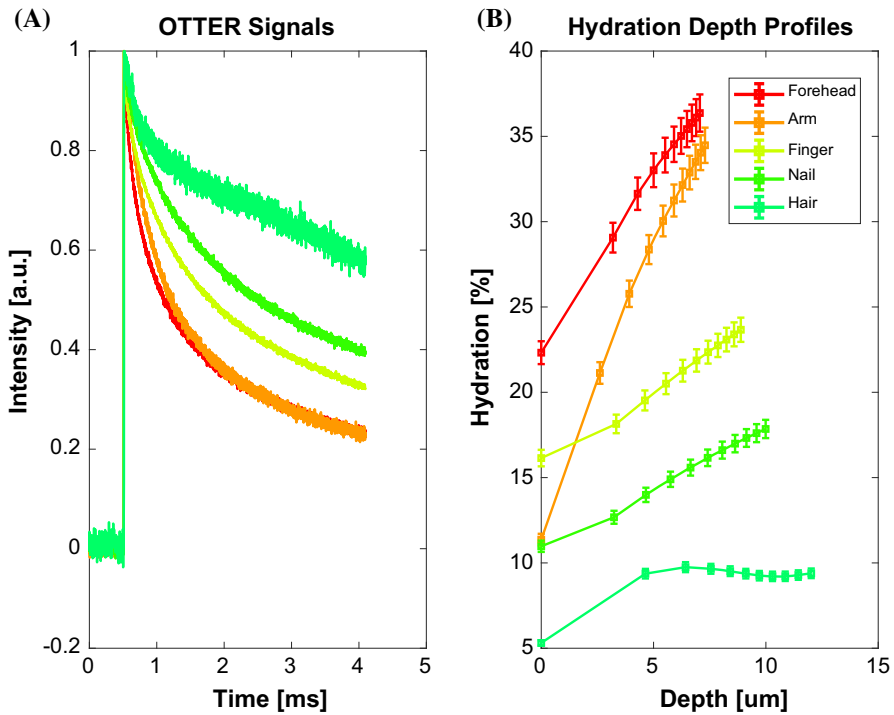 (A)
OTTER Signals
1
0.8
0.6
0.4
0.2
0
-0.2
0
1
2
3
4
5
Intensity [a.u.]
Time [ms]
(B)
Hydration Depth Profiles
40
35
30
25
20
15
10
5
0
5
10
15
Hydration [%]
Depth [um]
Forehead
Arm
Finger
Nail
Hair